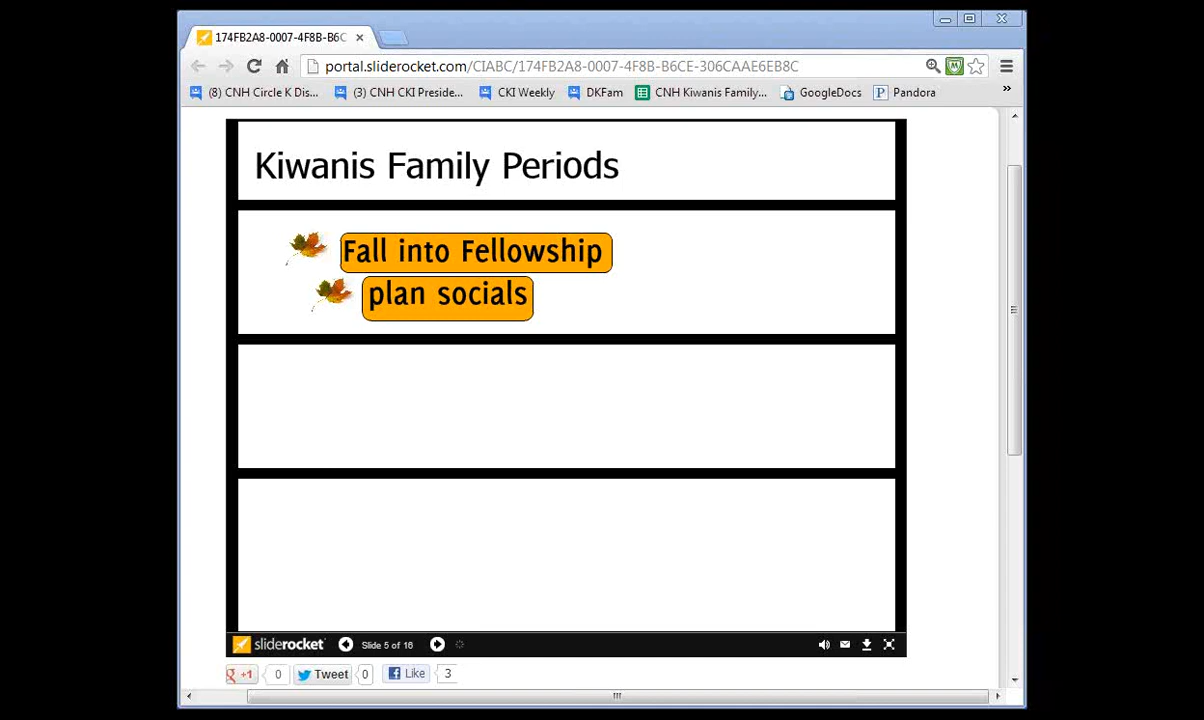 174FB2A8-0007-4F8B-B6C
portal.sliderocket.com/CIABC/174FB2A8-0007-4F8B-B6CE-306CAAE6EB8C
(8) CNH Circle K Dis... (3) CNH CKI Preside... CKI Weekly DKFam CNH Kiwanis Family... GoogleDocs P Pandora »
Kiwanis Family Periods
Fall into Fellowship
plan socials
sliderocket Slide 5 of 16
g +1 0 Tweet 0 Like 3